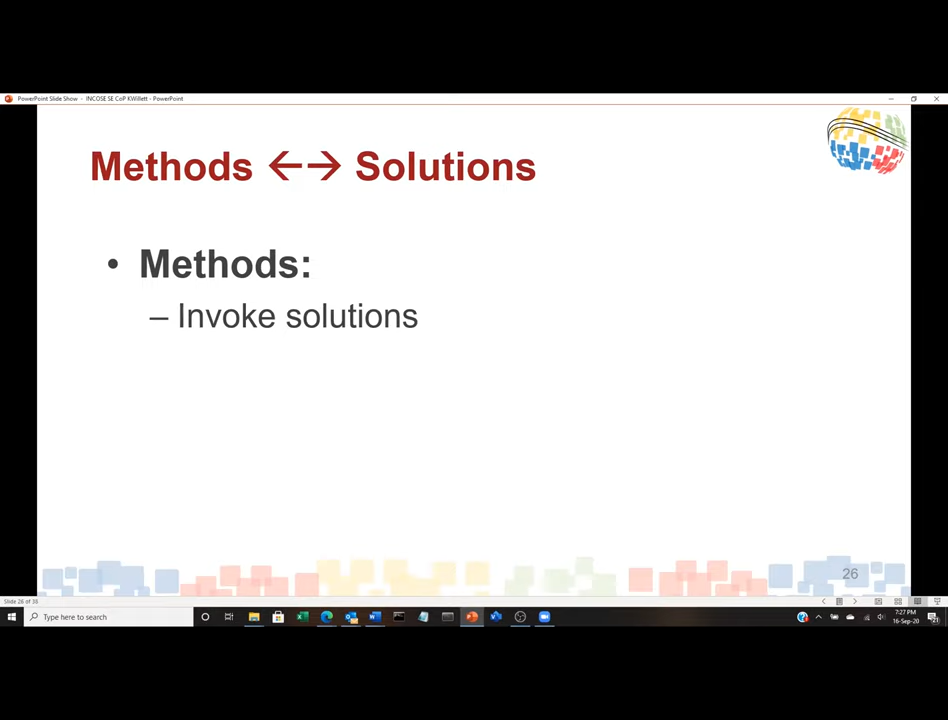 PowerPoint Slide Show - INCOSE SE CoP KWillett - PowerPoint
Methods ←→ Solutions
• Methods:
– Invoke solutions
26
Slide 26 of 38
Type here to search
7:27 PM
16-Sep-20